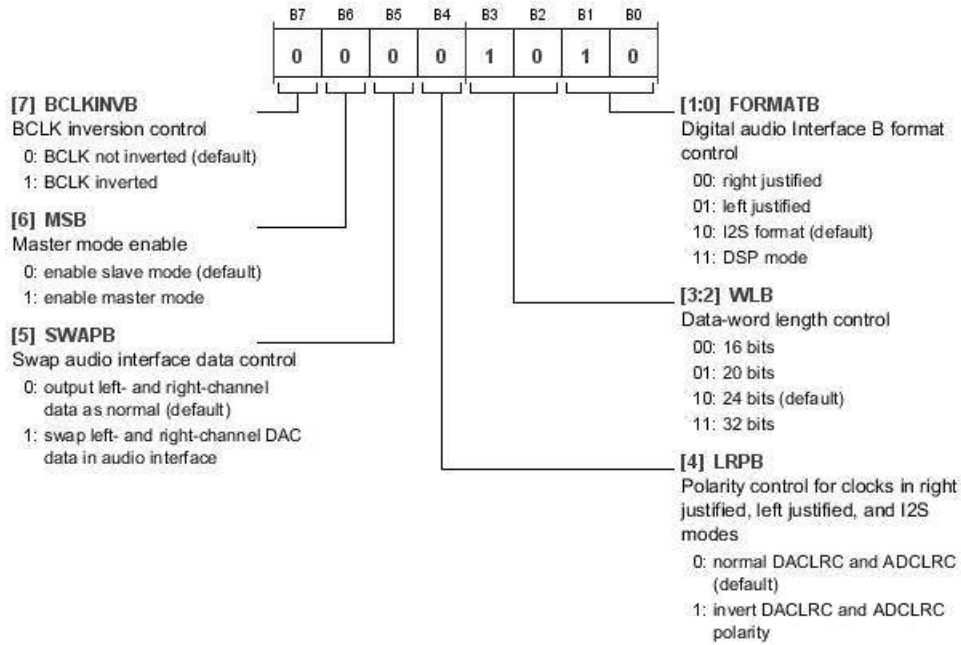 B7 B6 B5 B4 B3 B2 B1 B0
0 0 0 0 1 0 1 0
[7] BCLKINVB
BCLK inversion control
0: BCLK not inverted (default)
1: BCLK inverted
[6] MSB
Master mode enable
0: enable slave mode (default)
1: enable master mode
[5] SWAPB
Swap audio interface data control
0: output left- and right-channel
data as normal (default)
1: swap left- and right-channel DAC
data in audio interface
[1:0] FORMATB
Digital audio Interface B format
control
00: right justified
01: left justified
10: I2S format (default)
11: DSP mode
[3:2] WLB
Data-word length control
00: 16 bits
01: 20 bits
10: 24 bits (default)
11: 32 bits
[4] LRPB
Polarity control for clocks in right
justified, left justified, and I2S
modes
0: normal DACLRC and ADCLRC
(default)
1: invert DACLRC and ADCLRC
polarity